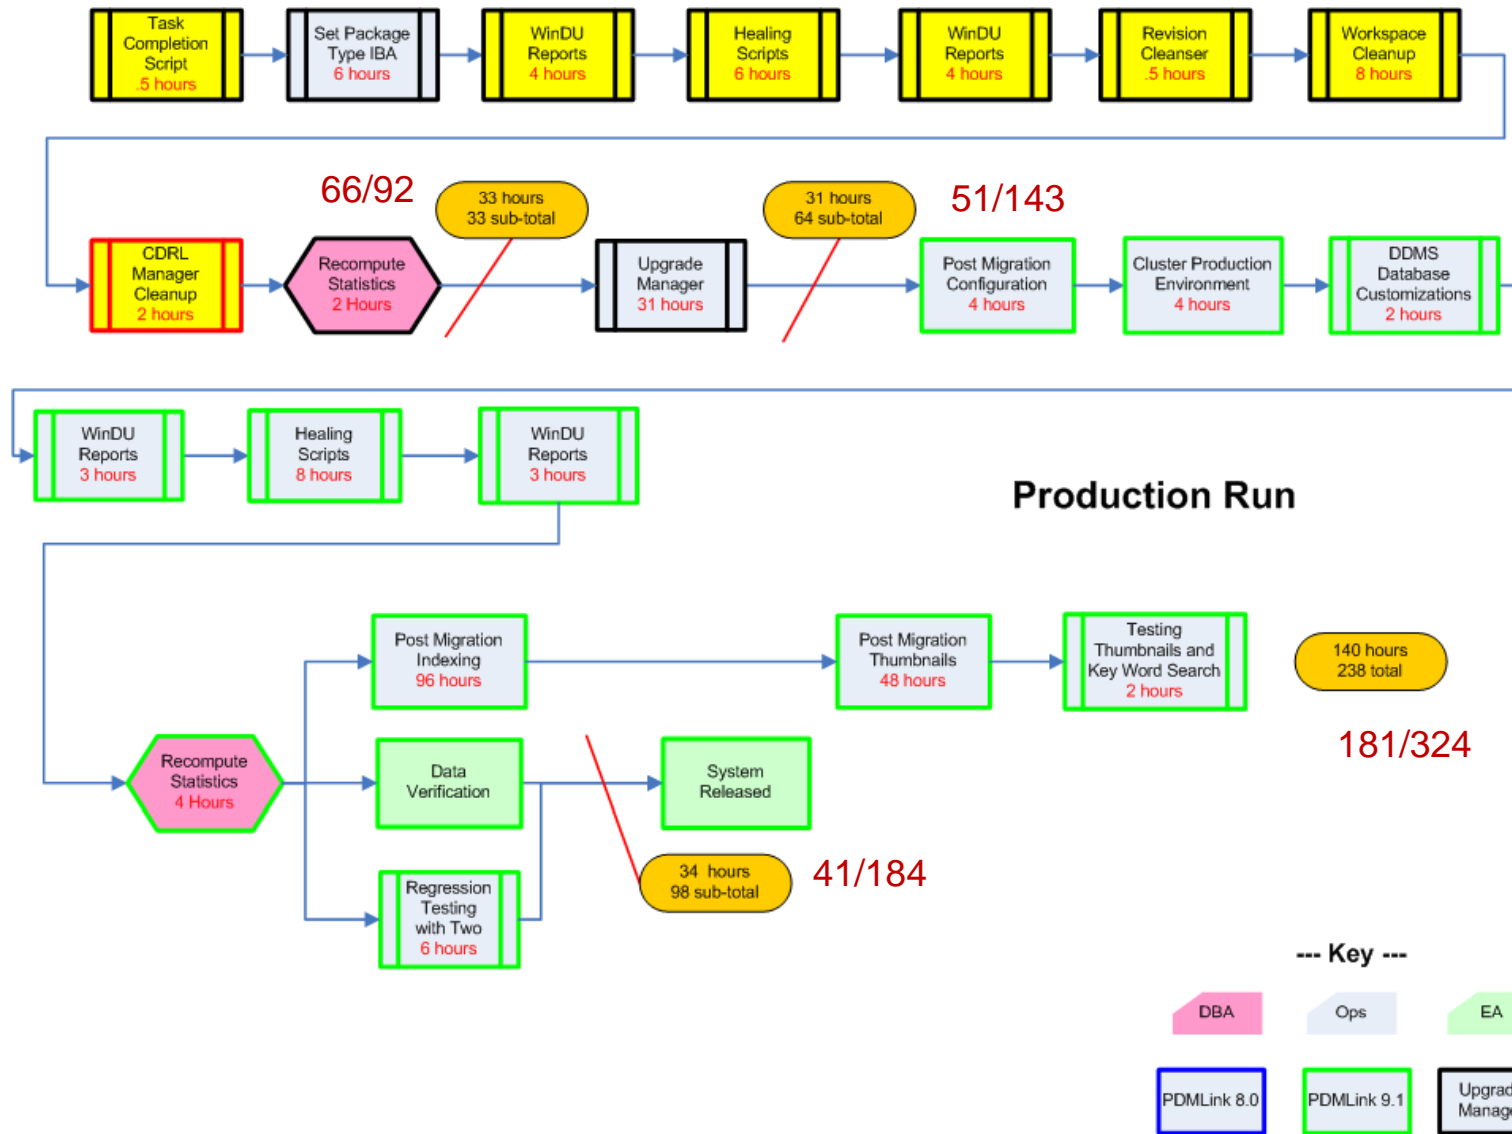 Task
Completion
Script
.5 hours
Set Package
Type IBA
6 hours
WinDU
Reports
4 hours
Healing
Scripts
6 hours
WinDU
Reports
4 hours
Revision
Cleanser
.5 hours
Workspace
Cleanup
8 hours
66/92
33 hours
33 sub-total
31 hours
64 sub-total
51/143
CDRL
Manager
Cleanup
2 hours
Recompute
Statistics
2 Hours
Upgrade
Manager
31 hours
Post Migration
Configuration
4 hours
Cluster Production
Environment
4 hours
DDMS
Database
Customizations
2 hours
WinDU
Reports
3 hours
Healing
Scripts
8 hours
WinDU
Reports
3 hours
Production Run
Post Migration
Indexing
96 hours
Post Migration
Thumbnails
48 hours
Testing
Thumbnails and
Key Word Search
2 hours
140 hours
238 total
181/324
Recompute
Statistics
4 Hours
Data
Verification
System
Released
Regression
Testing
with Two
6 hours
34 hours
98 sub-total
41/184
--- Key ---
DBA
Ops
EA
PDMLink 8.0
PDMLink 9.1
Upgrad
Manage